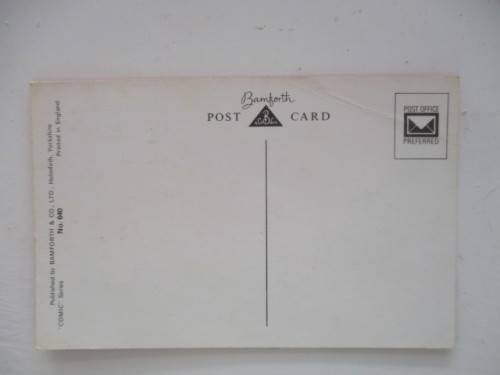 Bamforth
POST CARD
POST OFFICE
PREFERRED
Published by BAMFORTH & CO., LTD., Holmfirth, Yorkshire
"COMIC" Series No. 640 Printed in England